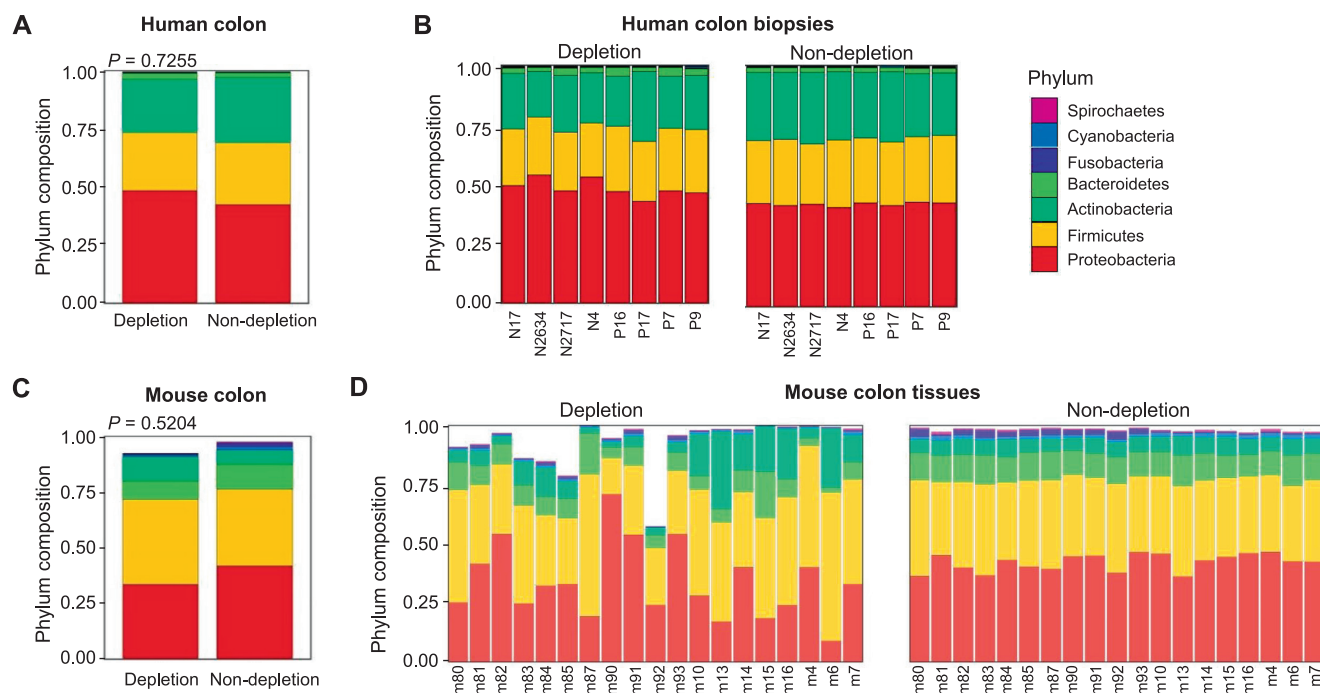 A
Human colon
P = 0.7255
Phylum composition
1.00
0.75
0.50
0.25
0.00
Depletion
Non-depletion
B
Human colon biopsies
Depletion
Non-depletion
Phylum composition
1.00
0.75
0.50
0.25
0.00
N17
N2634
N2717
N4
P16
P17
P7
P9
N17
N2634
N2717
N4
P16
P17
P7
P9
Phylum
Spirochaetes
Cyanobacteria
Fusobacteria
Bacteroidetes
Actinobacteria
Firmicutes
Proteobacteria
C
Mouse colon
P = 0.5204
Phylum composition
1.00
0.75
0.50
0.25
0.00
Depletion
Non-depletion
D
Mouse colon tissues
Depletion
Non-depletion
Phylum composition
1.00
0.75
0.50
0.25
0.00
m80
m81
m82
m83
m84
m85
m87
m90
m91
m92
m93
m10
m13
m14
m15
m16
m4
m6
m7
m80
m81
m82
m83
m84
m85
m87
m90
m91
m92
m93
m10
m13
m14
m15
m16
m4
m6
m7